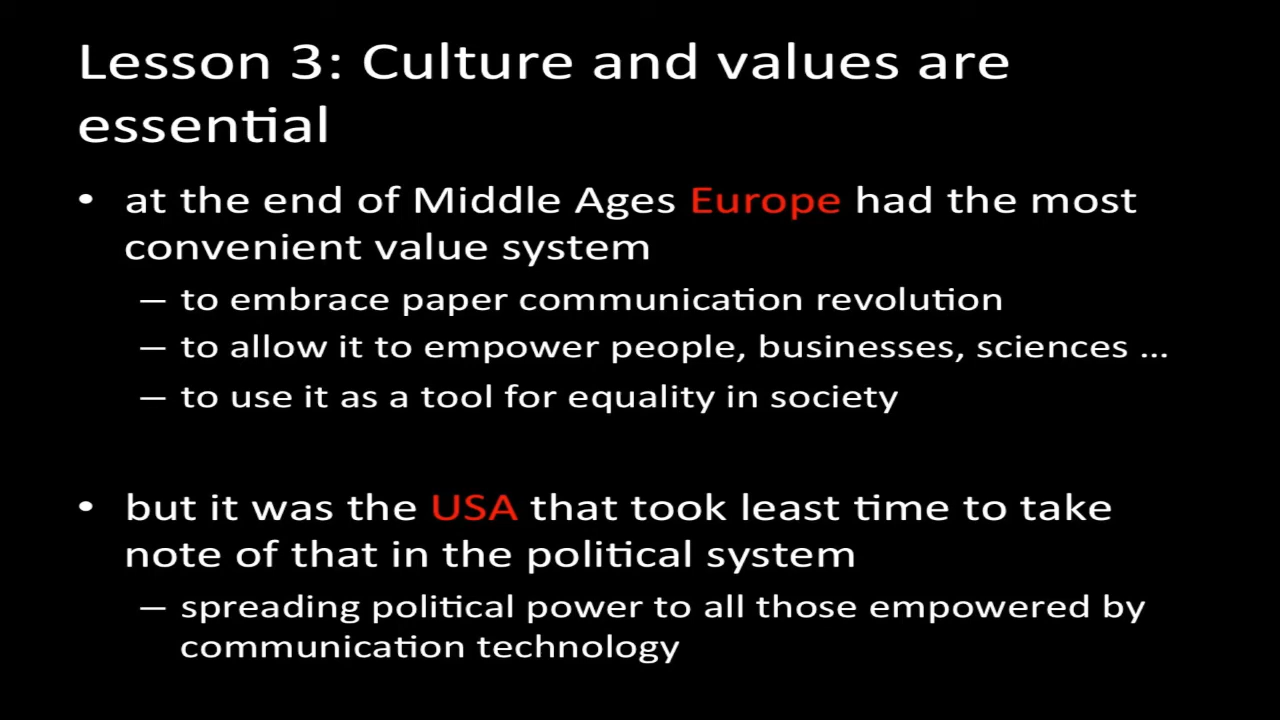 Lesson 3: Culture and values are
essential
• at the end of Middle Ages Europe had the most
convenient value system
– to embrace paper communication revolution
– to allow it to empower people, businesses, sciences ...
– to use it as a tool for equality in society
• but it was the USA that took least time to take
note of that in the political system
– spreading political power to all those empowered by
communication technology